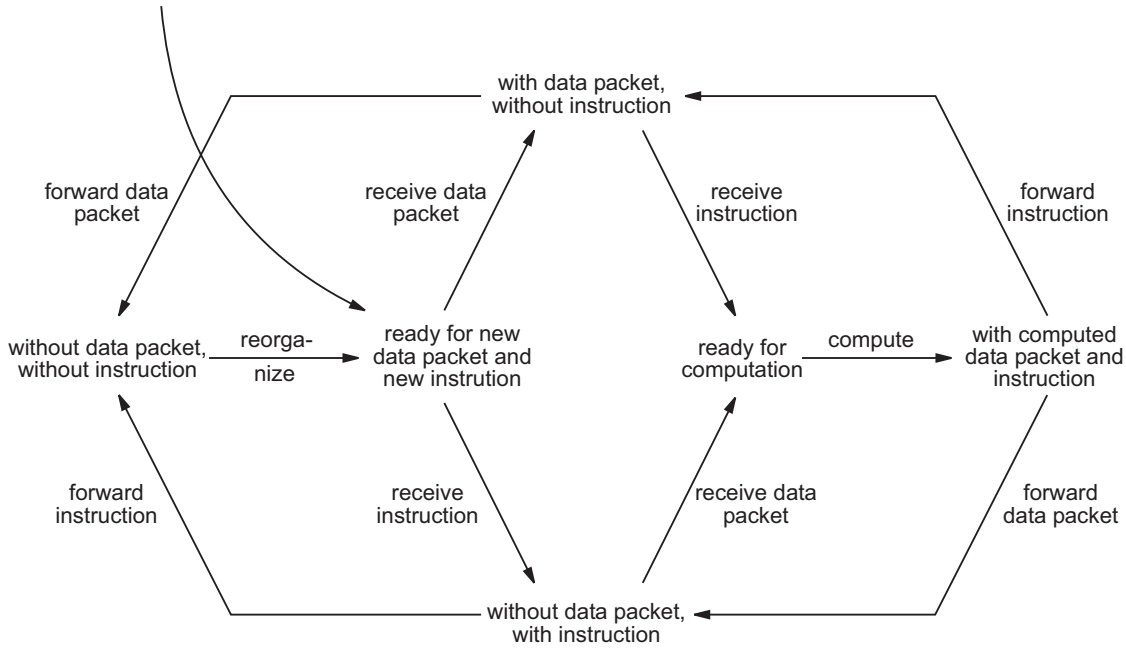 with data packet,
without instruction
forward data
packet
receive data
packet
receive
instruction
forward
instruction
without data packet,
without instruction
reorga-
nize
ready for new
data packet and
new instrution
ready for
computation
compute
with computed
data packet and
instruction
forward
instruction
receive
instruction
receive data
packet
forward
data packet
without data packet,
with instruction